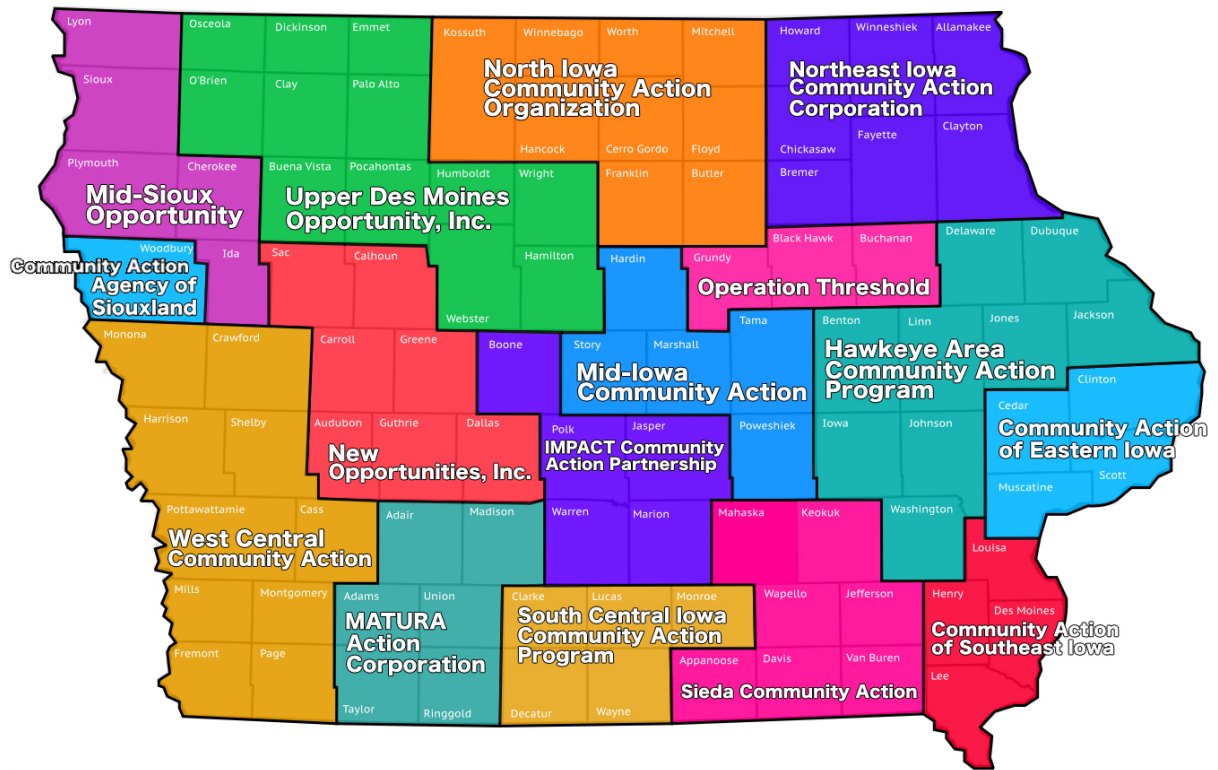 Lyon
Osceola
Dickinson
Emmet
Kossuth
Winnebago
Worth
Mitchell
Howard
Winneshiek
Allamakee
Sioux
O'Brien
Clay
Palo Alto
North Iowa
Community Action
Organization
Northeast Iowa
Community Action
Corporation
Hancock
Cerro Gordo
Floyd
Chickasaw
Fayette
Clayton
Plymouth
Cherokee
Buena Vista
Pocahontas
Humboldt
Wright
Franklin
Butler
Bremer
Mid-Sioux
Opportunity
Upper Des Moines
Opportunity, Inc.
Woodbury
Ida
Sac
Calhoun
Hamilton
Hardin
Grundy
Black Hawk
Buchanan
Delaware
Dubuque
Community Action
Agency of
Siouxland
Operation Threshold
Webster
Monona
Crawford
Carroll
Greene
Boone
Story
Marshall
Tama
Benton
Linn
Jones
Jackson
Mid-Iowa
Community Action
Hawkeye Area
Community Action
Program
Clinton
Cedar
Harrison
Shelby
Audubon
Guthrie
Dallas
Polk
Jasper
Poweshiek
Iowa
Johnson
Community Action
of Eastern Iowa
Scott
Muscatine
New
Opportunities, Inc.
IMPACT Community
Action Partnership
Pottawattamie
Cass
Adair
Madison
Warren
Marion
Mahaska
Keokuk
Washington
Louisa
West Central
Community Action
Mills
Montgomery
Adams
Union
Clarke
Lucas
Monroe
Wapello
Jefferson
Henry
Des Moines
MATURA
Action
Corporation
South Central Iowa
Community Action
Program
Community Action
of Southeast Iowa
Fremont
Page
Taylor
Ringgold
Decatur
Wayne
Appanoose
Davis
Van Buren
Lee
Sieda Community Action